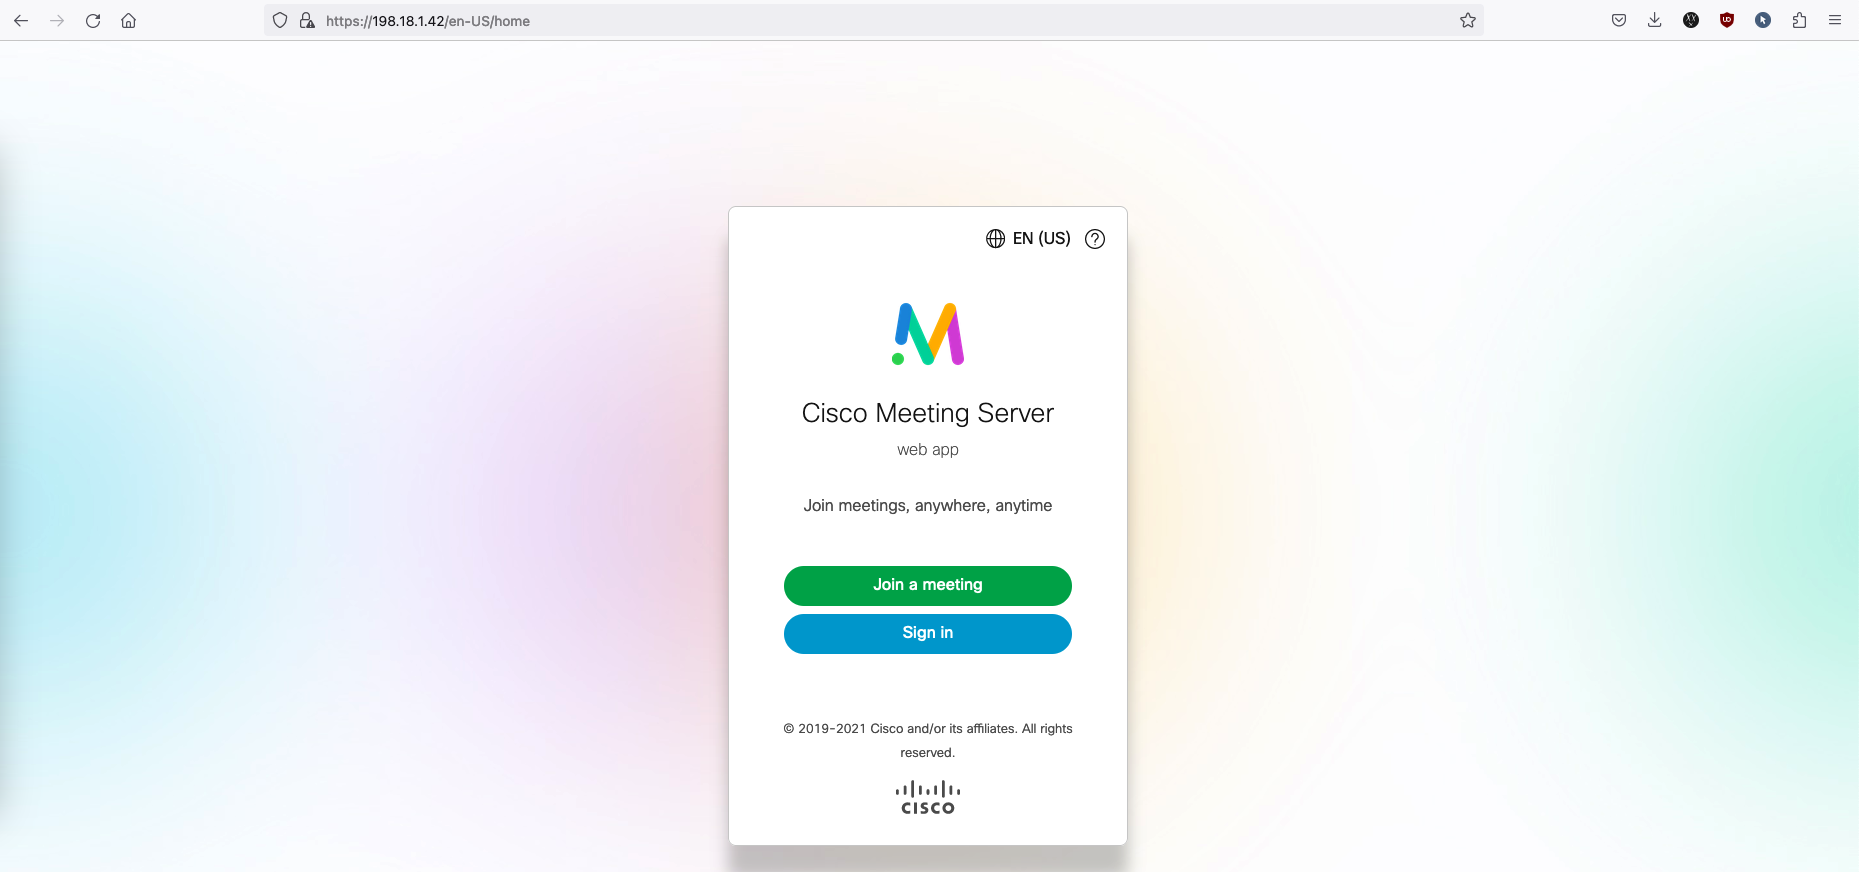 https://198.18.1.42/en-US/home
EN (US)
Cisco Meeting Server
web app
Join meetings, anywhere, anytime
Join a meeting
Sign in
© 2019-2021 Cisco and/or its affiliates. All rights
reserved.
CISCO